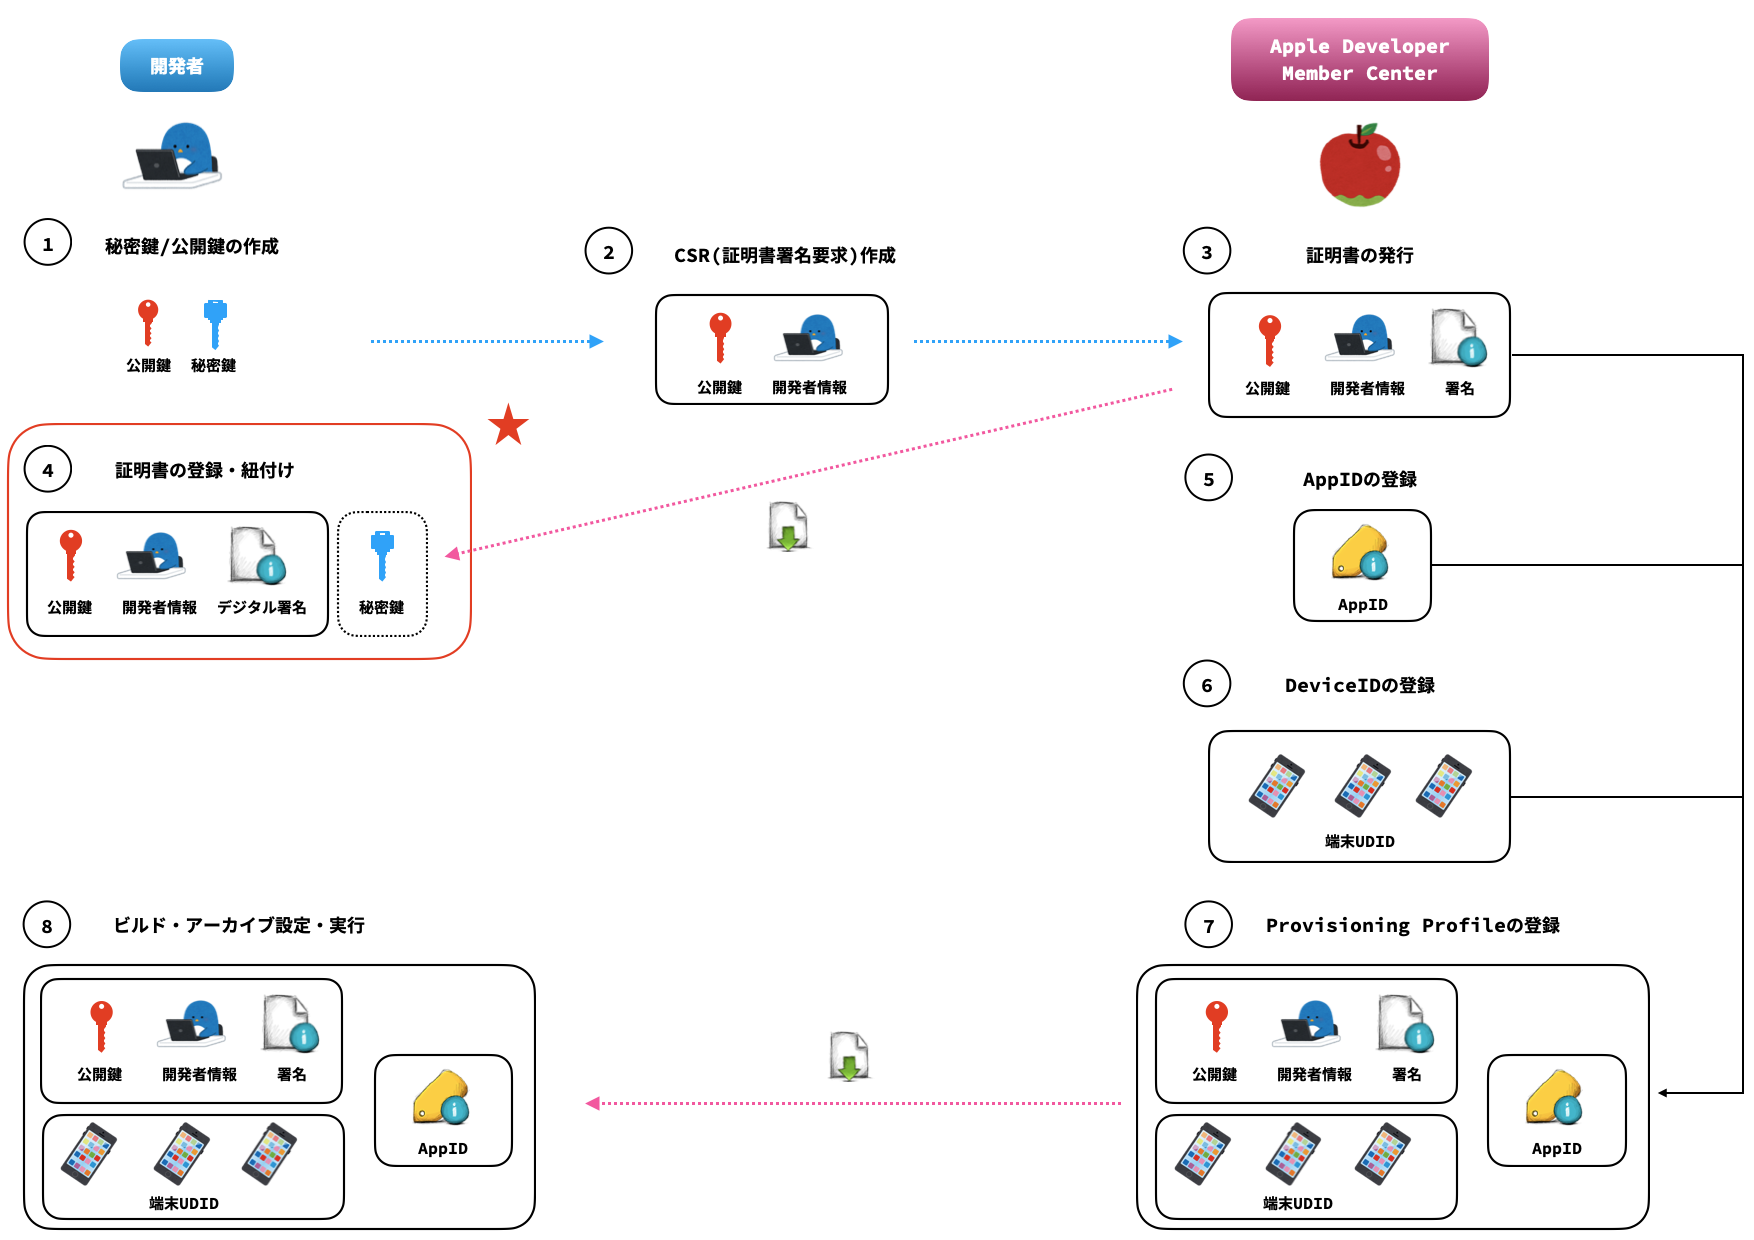 開発者
Apple Developer
Member Center
1
秘密鍵/公開鍵の作成
公開鍵
秘密鍵
2
CSR(証明書署名要求)作成
公開鍵
開発者情報
3
証明書の発行
公開鍵
開発者情報
署名
4
証明書の登録・紐付け
公開鍵
開発者情報
デジタル署名
秘密鍵
5
AppIDの登録
AppID
6
DeviceIDの登録
端末UDID
7
Provisioning Profileの登録
公開鍵
開発者情報
署名
AppID
端末UDID
8
ビルド・アーカイブ設定・実行
公開鍵
開発者情報
署名
AppID
端末UDID